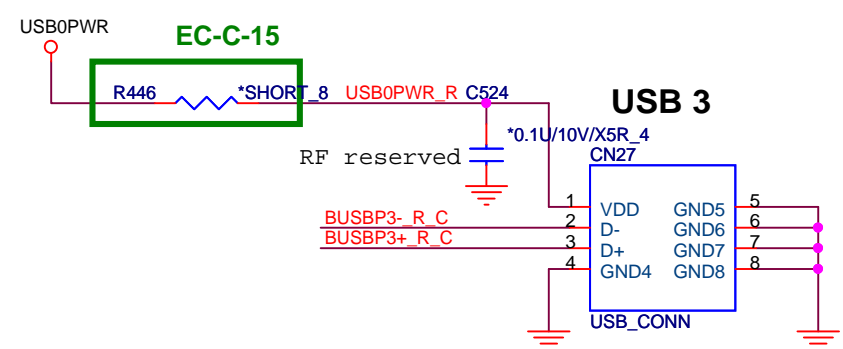 USB0PWR
EC-C-15
R446 *SHORT_8 USB0PWR_R C524
USB 3
*0.1U/10V/X5R_4
RF reserved
CN27
1 VDD GND5 5
BUSBP3-_R_C 2 D- GND6 6
BUSBP3+_R_C 3 D+ GND7 7
4 GND4 GND8 8
USB_CONN